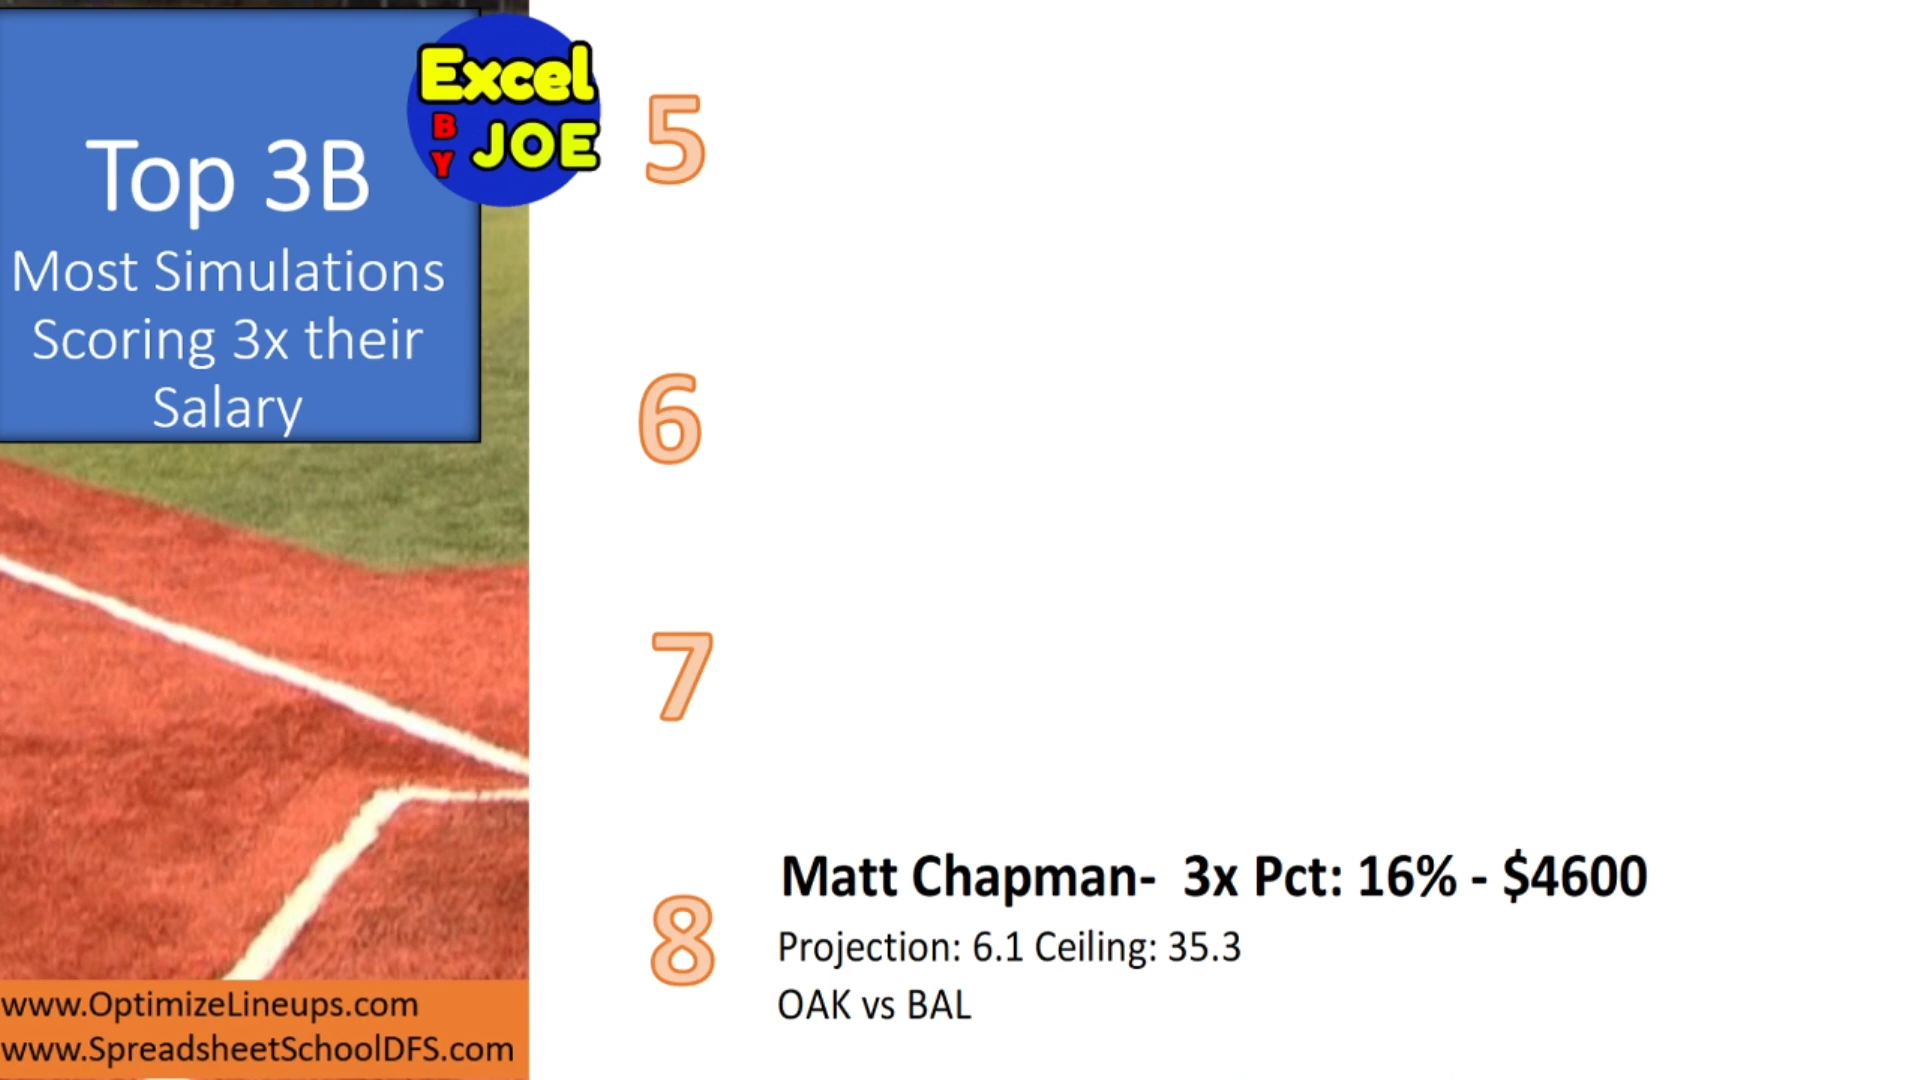 Excel
BY JOE
Top 3B
Most Simulations
Scoring 3x their
Salary
5
6
7
8
Matt Chapman-  3x Pct: 16% - $4600
Projection: 6.1 Ceiling: 35.3
OAK vs BAL
www.OptimizeLineups.com
www.SpreadsheetSchoolDFS.com